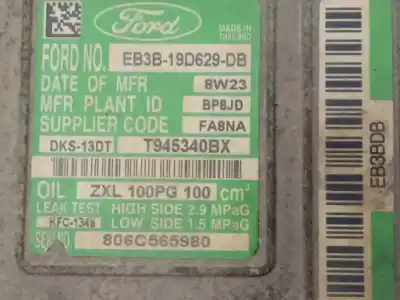 Ford
MADE IN
THAILAND
FORD NO. EB3B-19D629-DB
DATE OF MFR 8W23
MFR PLANT ID BP8JD
SUPPLIER CODE FA8NA
DKS-13DT T945340BX
OIL ZXL 100PG 100 cm³
LEAK TEST HIGH SIDE 2.9 MPaG
HFC-134a LOW SIDE 1.5 MPaG
SERI NO 806C565980
EB3BDB